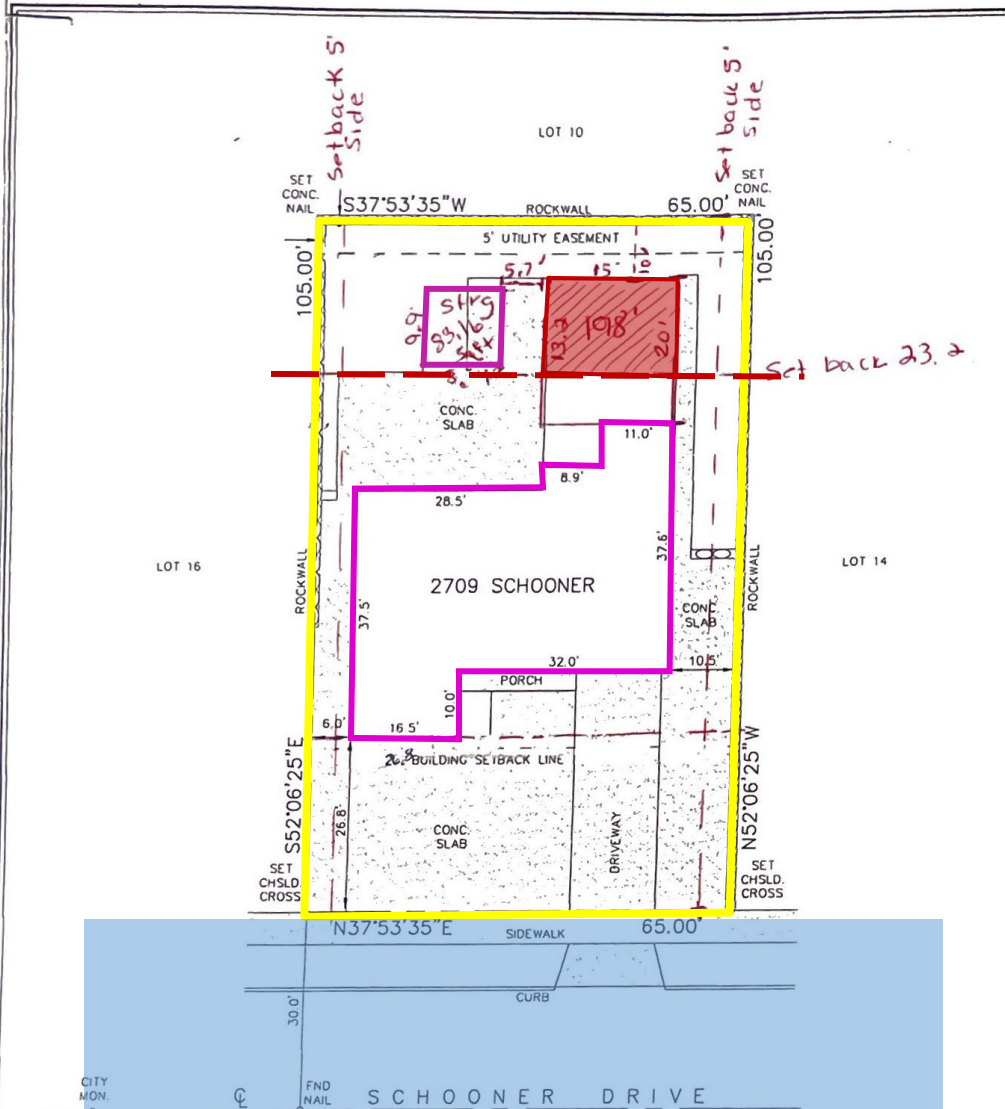 Setback 5'
Side
Set back 5'
Side
LOT 10
SET
CONC.
NAIL
S37°53'35"W
ROCKWALL
65.00'
SET
CONC.
NAIL
5' UTILITY EASEMENT
105.00'
105.00'
5.7'
15'
10'
strg
83.16
sqft
9.9
13.2
198'
20'
Set back 23.2
CONC.
SLAB
11.0'
8.9'
28.5'
LOT 16
LOT 14
ROCKWALL
ROCKWALL
37.6'
2709 SCHOONER
37.5'
CONC.
SLAB
32.0'
10.5'
PORCH
10.0'
6.0'
16.5'
26.8 BUILDING SETBACK LINE
S52°06'25"E
N52°06'25"W
26.8'
CONC.
SLAB
DRIVEWAY
SET
CHSLD.
CROSS
SET
CHSLD.
CROSS
N37°53'35"E
SIDEWALK
65.00'
CURB
30.0'
CITY
MON.
℄
FND
NAIL
SCHOONER DRIVE